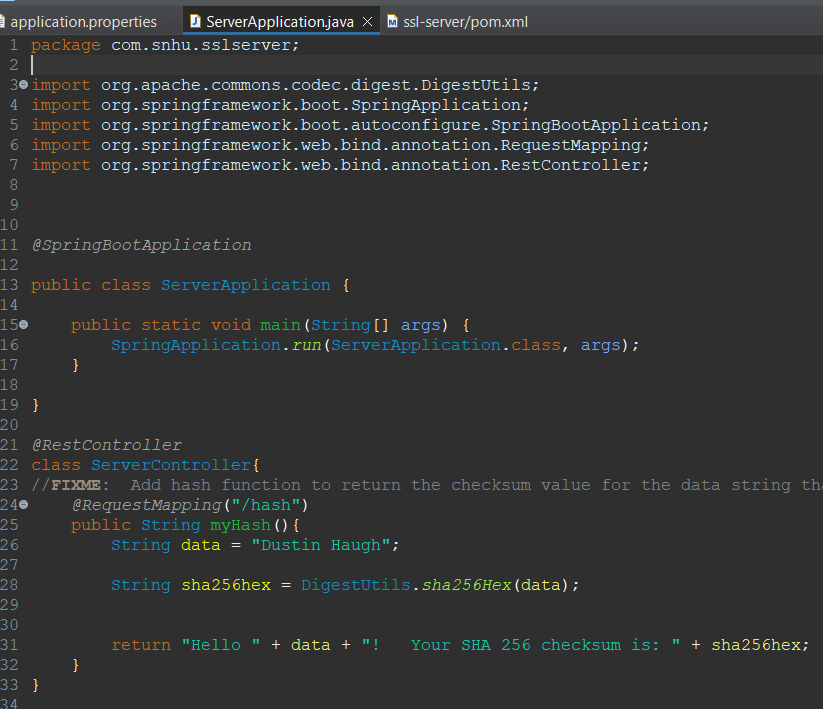 application.properties ServerApplication.java ssl-server/pom.xml
1 package com.snhu.sslserver;
2
3 import org.apache.commons.codec.digest.DigestUtils;
4 import org.springframework.boot.SpringApplication;
5 import org.springframework.boot.autoconfigure.SpringBootApplication;
6 import org.springframework.web.bind.annotation.RequestMapping;
7 import org.springframework.web.bind.annotation.RestController;
8
9
10
11 @SpringBootApplication
12
13 public class ServerApplication {
14
15     public static void main(String[] args) {
16         SpringApplication.run(ServerApplication.class, args);
17     }
18
19 }
20
21 @RestController
22 class ServerController{
23 //FIXME:  Add hash function to return the checksum value for the data string
24     @RequestMapping("/hash")
25     public String myHash(){
26         String data = "Dustin Haugh";
27
28         String sha256hex = DigestUtils.sha256Hex(data);
29
30
31         return "Hello " + data + "!   Your SHA 256 checksum is: " + sha256hex;
32     }
33 }
34